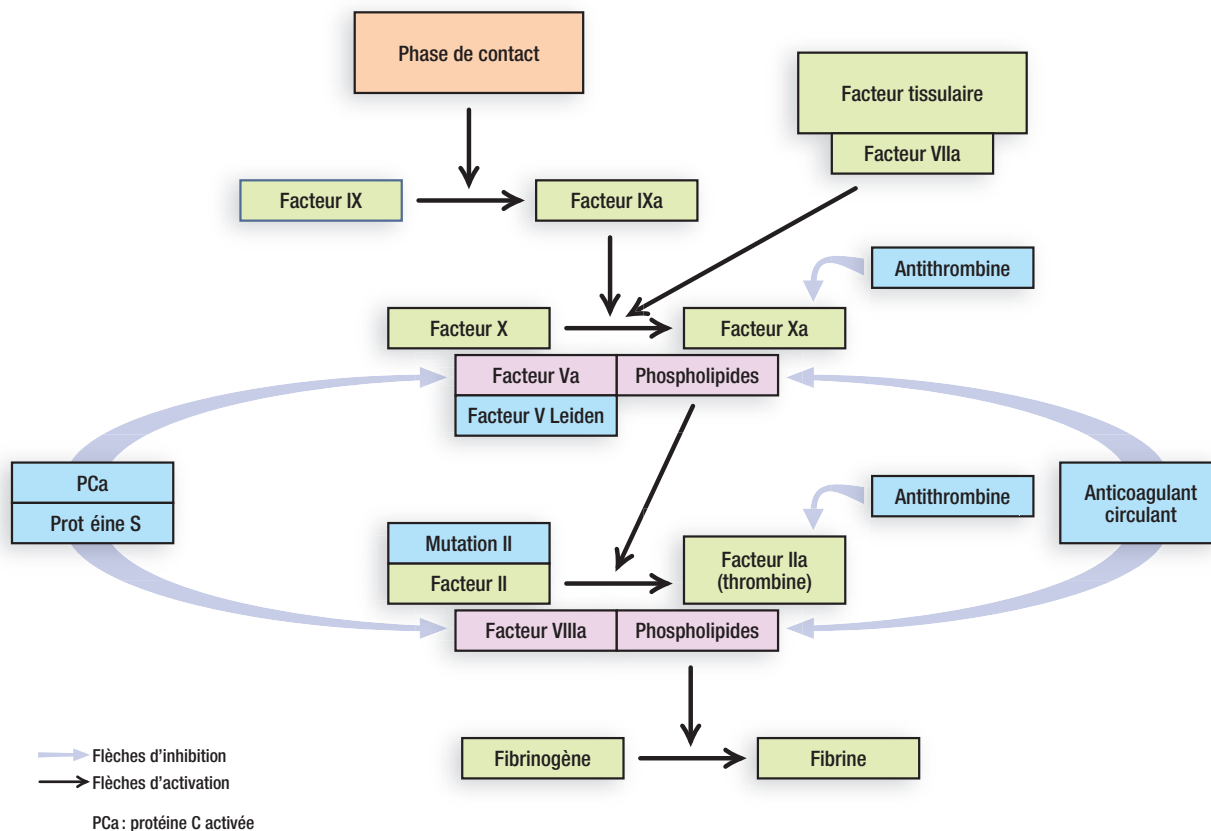 Phase de contact
Facteur tissulaire
Facteur VIIa
Facteur IX
Facteur IXa
Antithrombine
Facteur X
Facteur Xa
Facteur Va
Phospholipides
Facteur V Leiden
PCa
Prot éine S
Antithrombine
Anticoagulant
circulant
Mutation II
Facteur II
Facteur IIa
(thrombine)
Facteur VIIIa
Phospholipides
Fibrinogène
Fibrine
Flèches d’inhibition
Flèches d’activation
PCa : protéine C activée